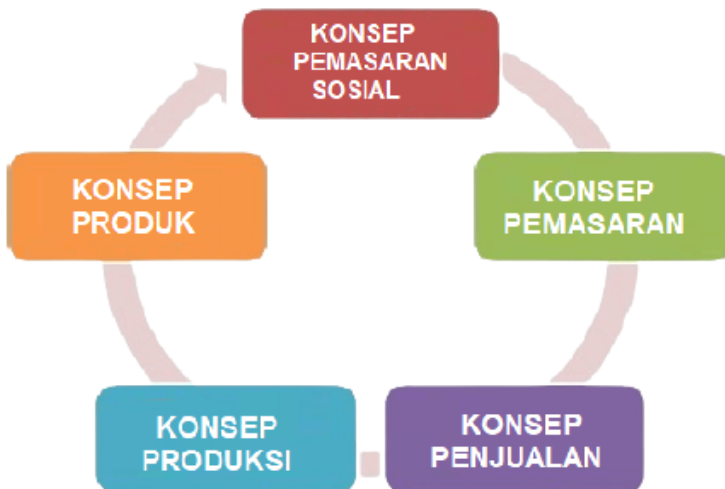 KONSEP
PEMASARAN
SOSIAL
KONSEP
PEMASARAN
KONSEP
PENJUALAN
KONSEP
PRODUKSI
KONSEP
PRODUK